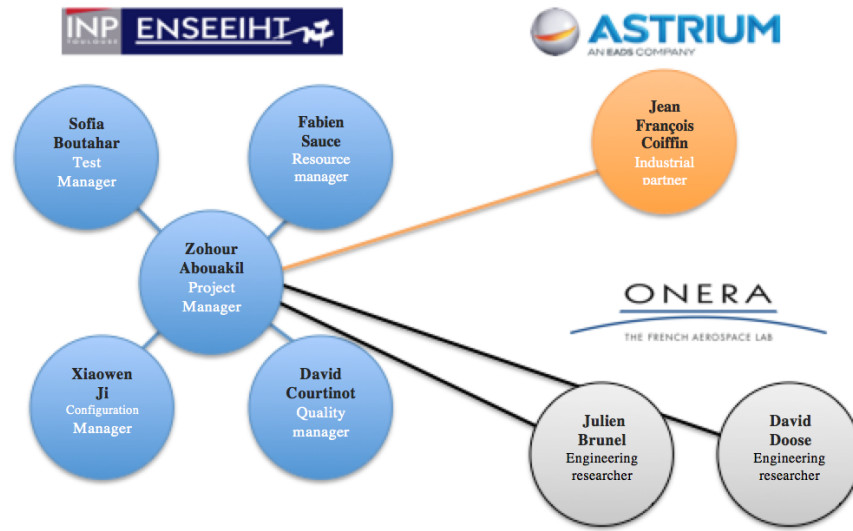 INP ENSEEIHT
TOULOUSE
ASTRIUM
AN EADS COMPANY
Sofia
Boutahar
Test
Manager
Fabien
Sauce
Resource
manager
Jean
François
Coiffin
Industrial
partner
Zohour
Abouakil
Project
Manager
ONERA
THE FRENCH AEROSPACE LAB
Xiaowen
Ji
Configuration
Manager
David
Courtinot
Quality
manager
Julien
Brunel
Engineering
researcher
David
Doose
Engineering
researcher